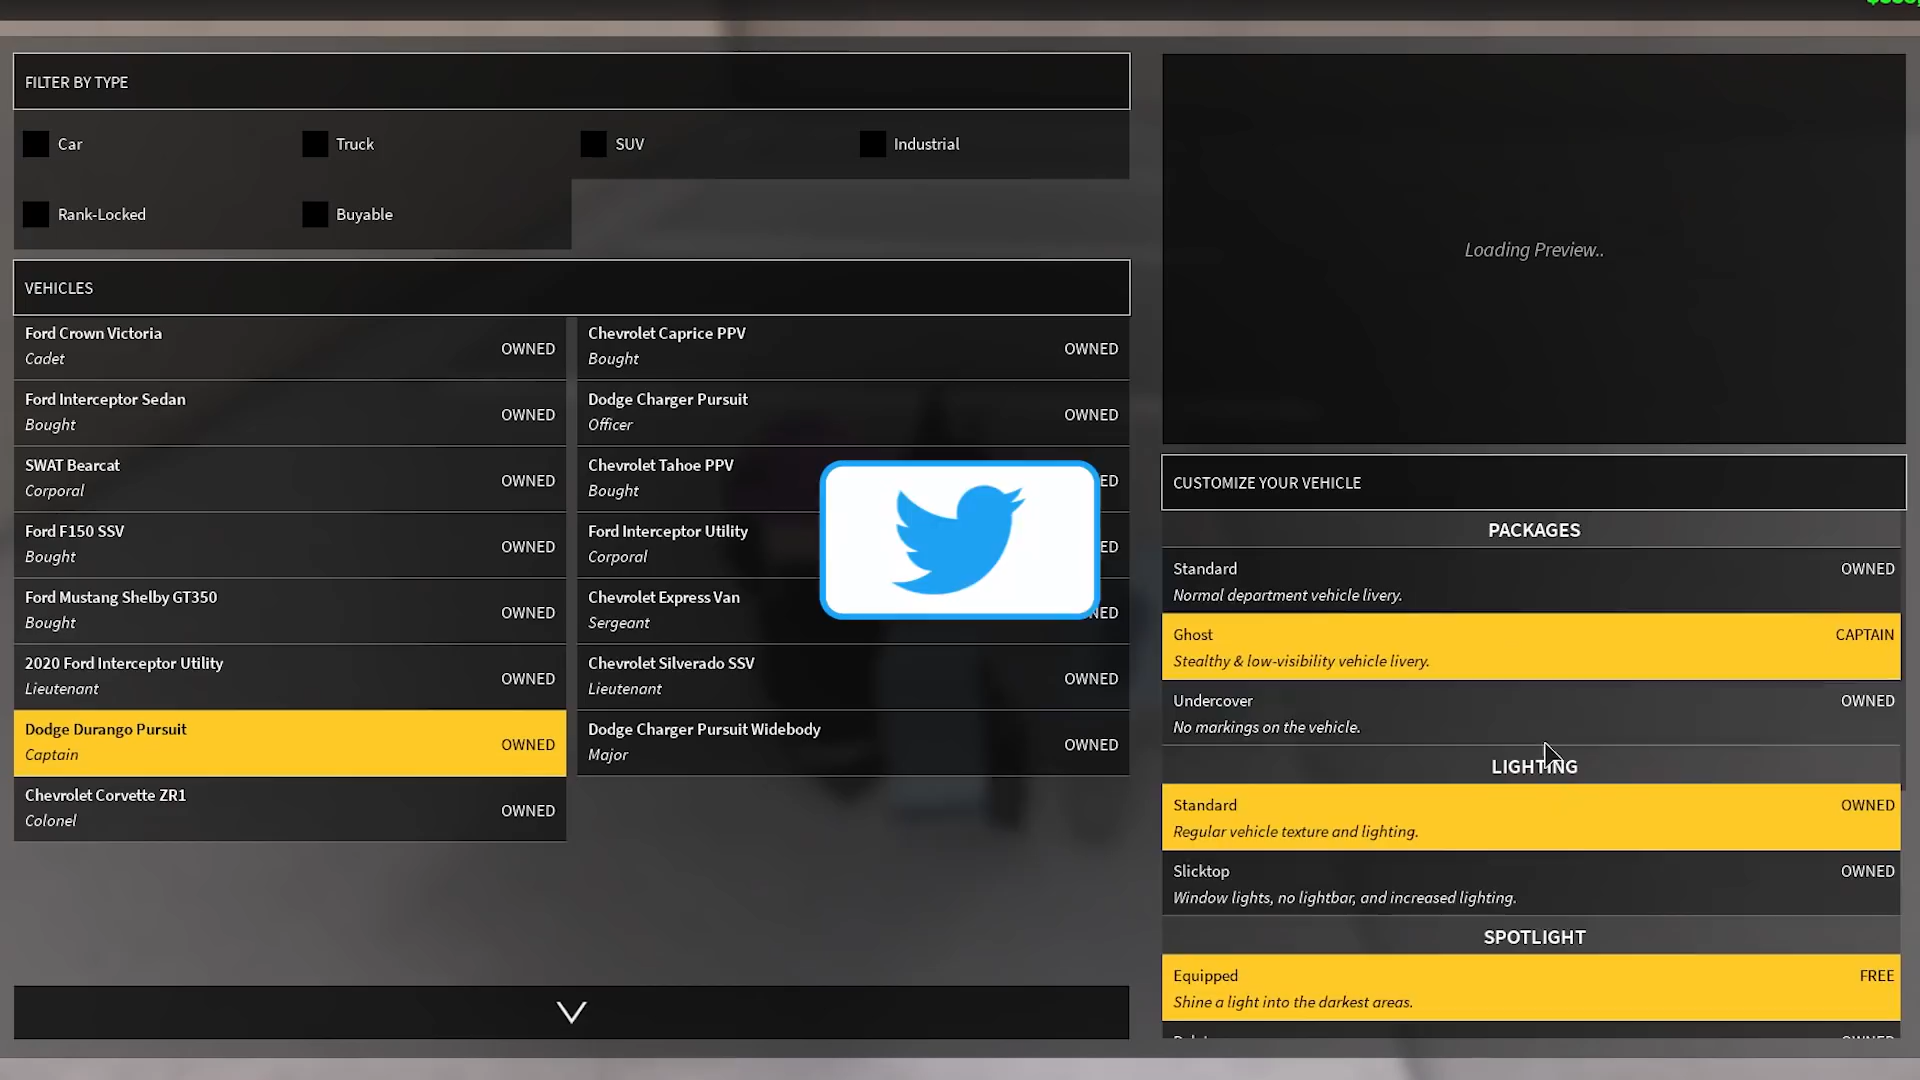 FILTER BY TYPE
Car
Truck
SUV
Industrial
Rank-Locked
Buyable
VEHICLES
Ford Crown Victoria
Cadet
OWNED
Chevrolet Caprice PPV
Bought
OWNED
Ford Interceptor Sedan
Bought
OWNED
Dodge Charger Pursuit
Officer
OWNED
SWAT Bearcat
Corporal
OWNED
Chevrolet Tahoe PPV
Bought
ED
Ford F150 SSV
Bought
OWNED
Ford Interceptor Utility
Corporal
ED
Ford Mustang Shelby GT350
Bought
OWNED
Chevrolet Express Van
Sergeant
NED
2020 Ford Interceptor Utility
Lieutenant
OWNED
Chevrolet Silverado SSV
Lieutenant
OWNED
Dodge Durango Pursuit
Captain
OWNED
Dodge Charger Pursuit Widebody
Major
OWNED
Chevrolet Corvette ZR1
Colonel
OWNED
Loading Preview..
CUSTOMIZE YOUR VEHICLE
PACKAGES
Standard
OWNED
Normal department vehicle livery.
Ghost
CAPTAIN
Stealthy & low-visibility vehicle livery.
Undercover
OWNED
No markings on the vehicle.
LIGHTING
Standard
OWNED
Regular vehicle texture and lighting.
Slicktop
OWNED
Window lights, no lightbar, and increased lighting.
SPOTLIGHT
Equipped
FREE
Shine a light into the darkest areas.